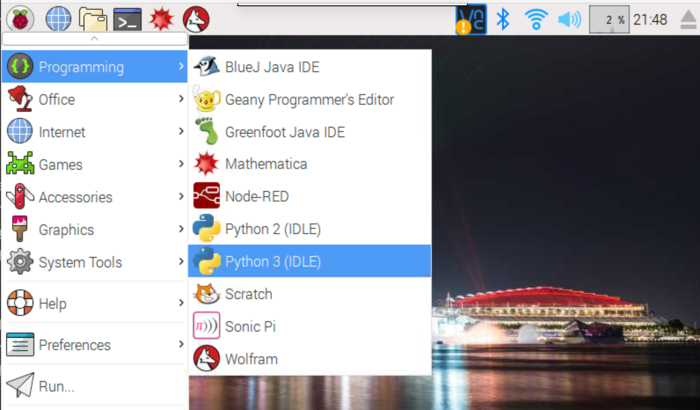 2 %
21:48
Programming
Office
Internet
Games
Accessories
Graphics
System Tools
Help
Preferences
Run...
BlueJ Java IDE
Geany Programmer's Editor
Greenfoot Java IDE
Mathematica
Node-RED
Python 2 (IDLE)
Python 3 (IDLE)
Scratch
Sonic Pi
Wolfram